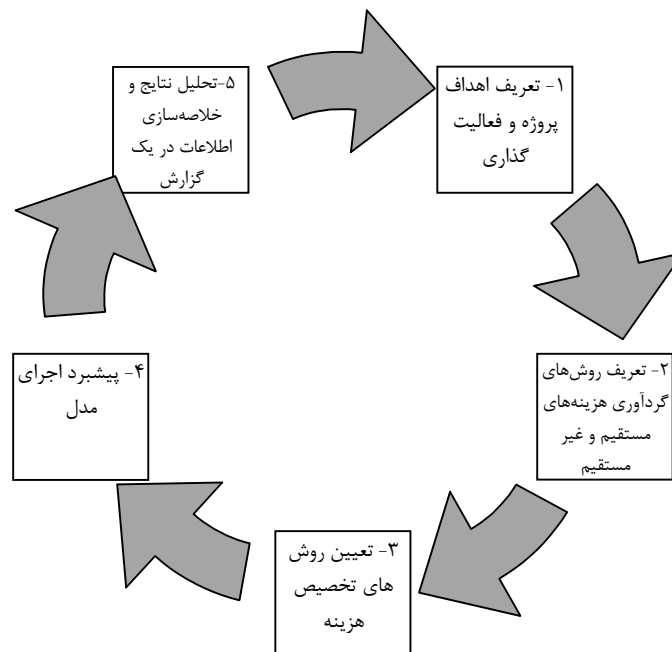 ۱- تعریف اهداف
پروژه و فعالیت
گذاری
۲- تعریف روش‌های
گردآوری هزینه‌های
مستقیم و غیر
مستقیم
۳- تعیین روش
های تخصیص
هزینه
۴- پیشبرد اجرای
مدل
۵-تحلیل نتایج و
خلاصه‌سازی
اطلاعات در یک
گزارش